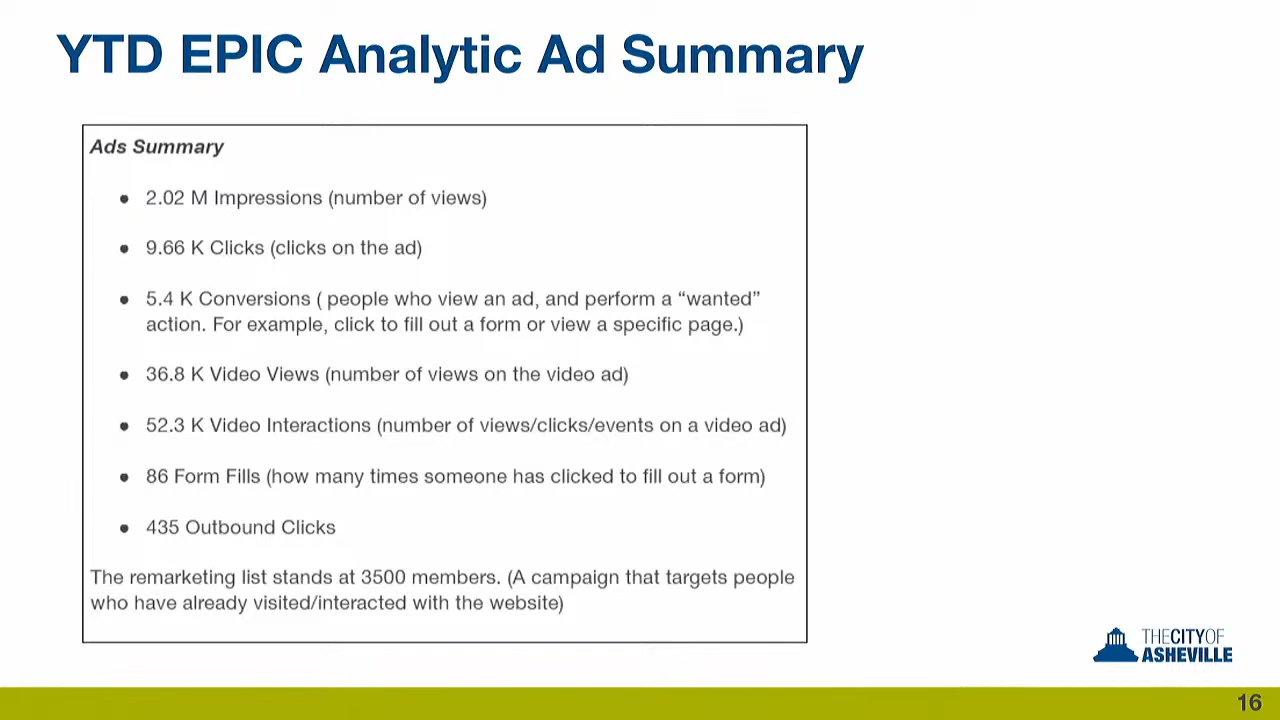 YTD EPIC Analytic Ad Summary
Ads Summary
● 2.02 M Impressions (number of views)
● 9.66 K Clicks (clicks on the ad)
● 5.4 K Conversions ( people who view an ad, and perform a “wanted”
action. For example, click to fill out a form or view a specific page.)
● 36.8 K Video Views (number of views on the video ad)
● 52.3 K Video Interactions (number of views/clicks/events on a video ad)
● 86 Form Fills (how many times someone has clicked to fill out a form)
● 435 Outbound Clicks
The remarketing list stands at 3500 members. (A campaign that targets people
who have already visited/interacted with the website)
THE CITY OF
ASHEVILLE
16